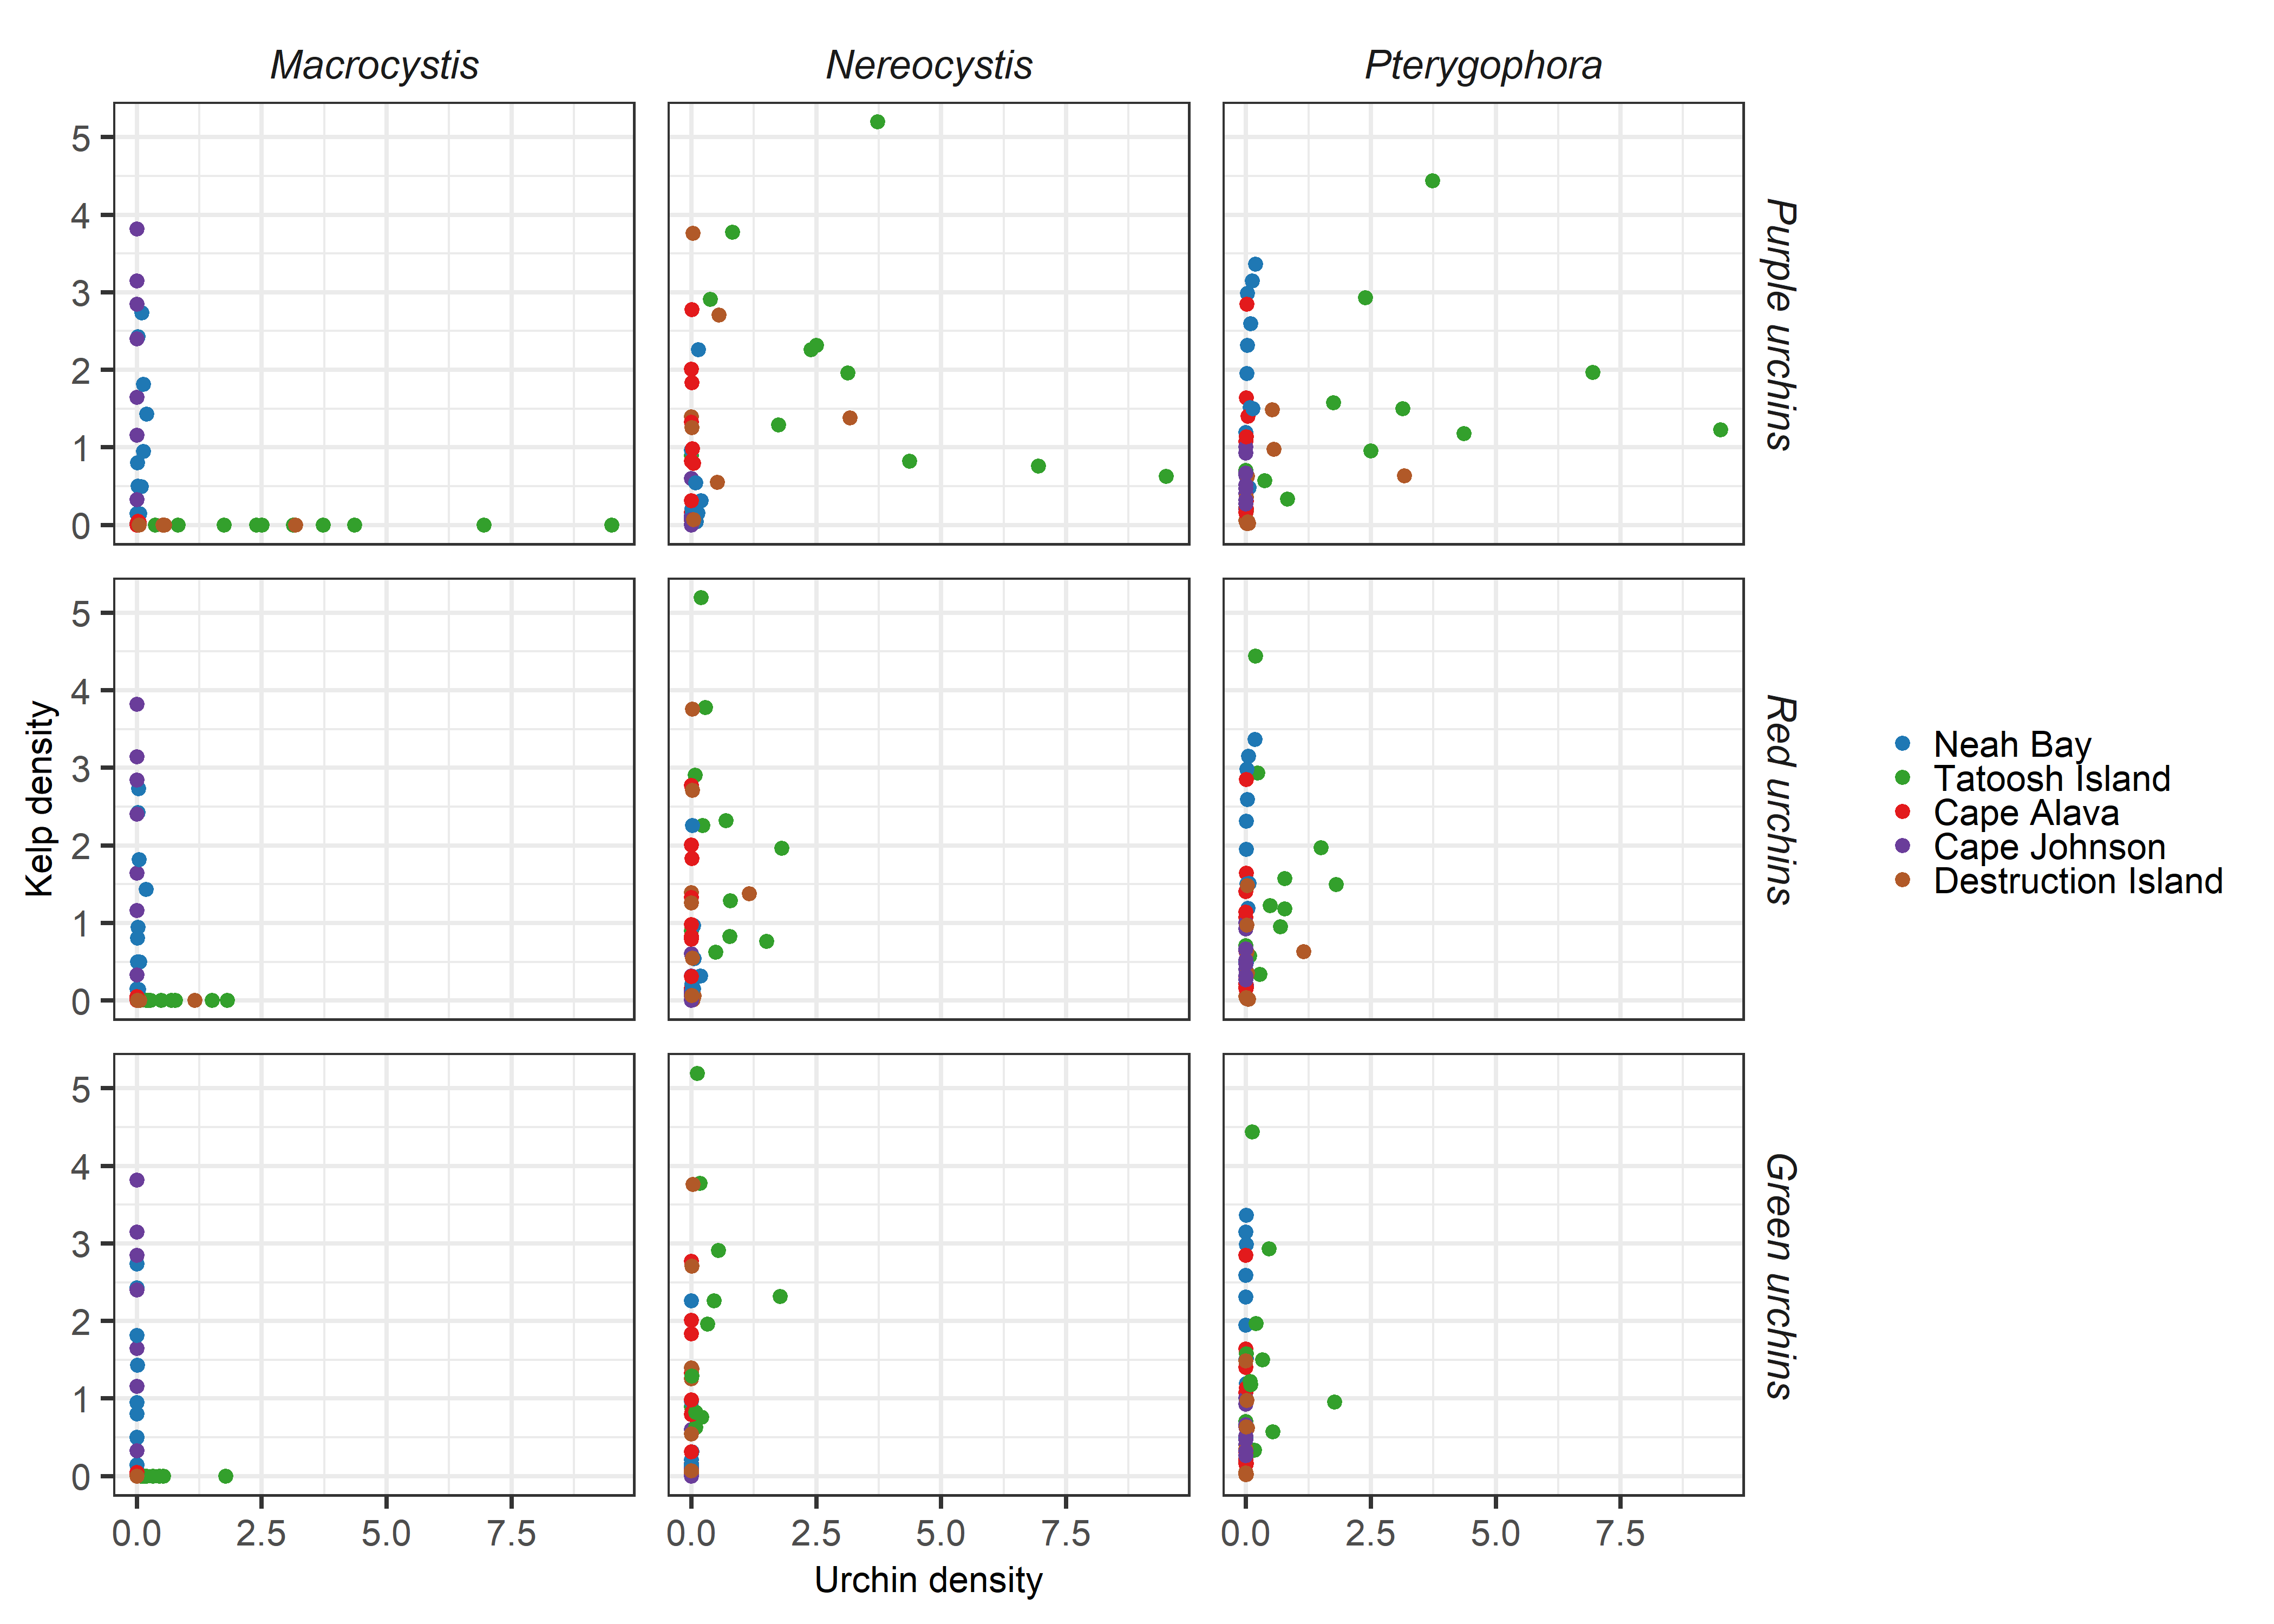 Macrocystis Nereocystis Pterygophora
5
4
3
2
1
0
Purple urchins
5
4
3
2
1
0
Red urchins
5
4
3
2
1
0
Green urchins
Kelp density
0.0 2.5 5.0 7.5 0.0 2.5 5.0 7.5 0.0 2.5 5.0 7.5
Urchin density
Neah Bay
Tatoosh Island
Cape Alava
Cape Johnson
Destruction Island